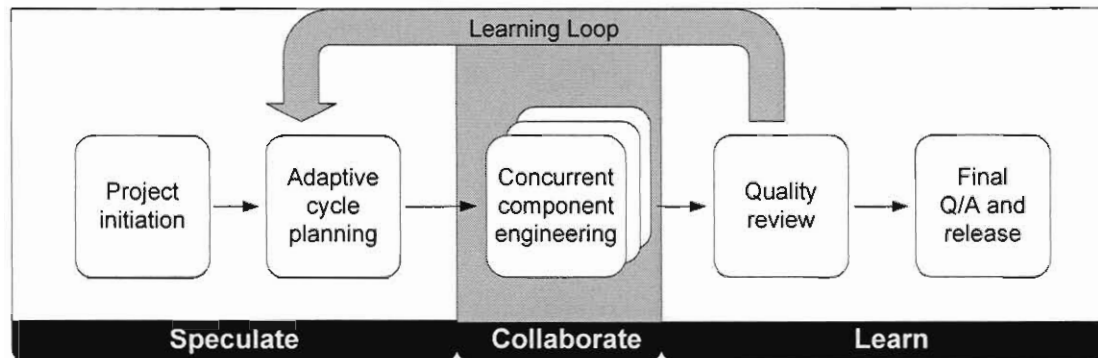 Learning Loop
Project
initiation
Adaptive
cycle
planning
Concurrent
component
engineering
Quality
review
Final
Q/A and
release
Speculate
Collaborate
Learn